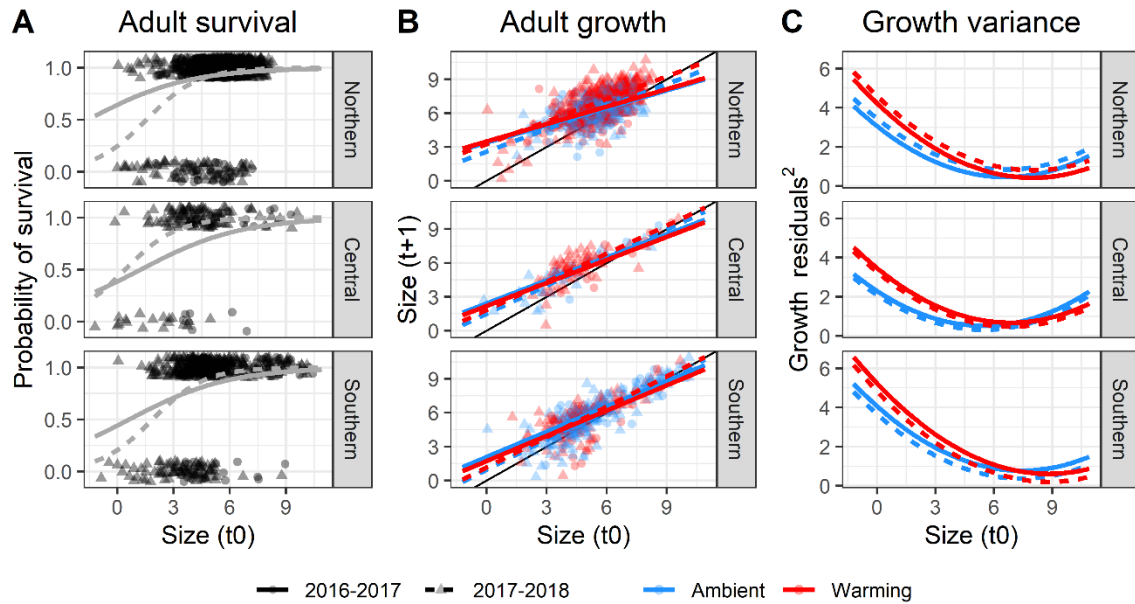 A Adult survival
B Adult growth
C Growth variance
Probability of survival
1.0
0.5
0.0
Northern
1.0
0.5
0.0
Central
1.0
0.5
0.0
Southern
0 3 6 9
Size (t0)
Size (t+1)
9
6
3
0
Northern
9
6
3
0
Central
9
6
3
0
Southern
0 3 6 9
Size (t0)
Growth residuals²
6
4
2
0
Northern
6
4
2
0
Central
6
4
2
0
Southern
0 3 6 9
Size (t0)
2016-2017 2017-2018 Ambient Warming